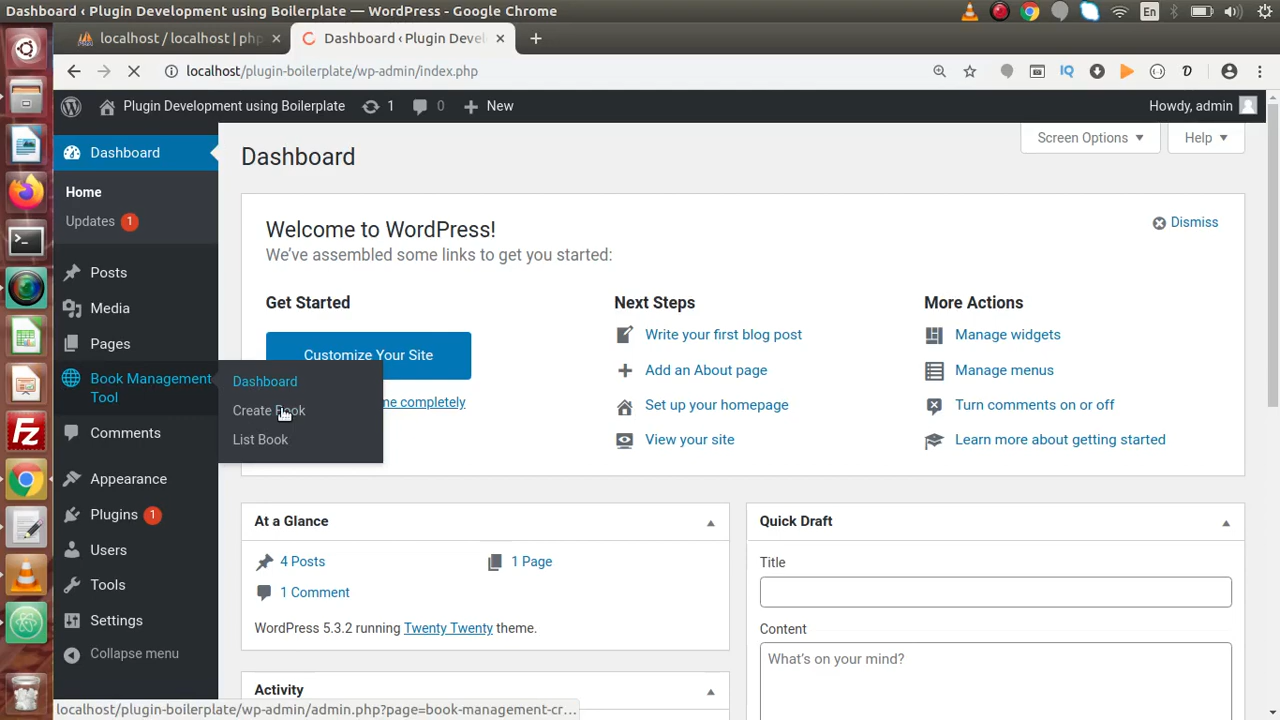 Dashboard ‹ Plugin Development using Boilerplate — WordPress - Google Chrome
En
localhost / localhost | php
Dashboard ‹ Plugin Devel
localhost/plugin-boilerplate/wp-admin/index.php
IQ
Plugin Development using Boilerplate
1
0
New
Howdy, admin
Dashboard
Home
Updates 1
Posts
Media
Pages
Book Management Tool
Comments
Appearance
Plugins 1
Users
Tools
Settings
Collapse menu
Dashboard
Create Book
List Book
Dashboard
Screen Options
Help
Welcome to WordPress!
We've assembled some links to get you started:
Dismiss
Get Started
Customize Your Site
me completely
Next Steps
Write your first blog post
Add an About page
Set up your homepage
View your site
More Actions
Manage widgets
Manage menus
Turn comments on or off
Learn more about getting started
At a Glance
4 Posts
1 Page
1 Comment
WordPress 5.3.2 running Twenty Twenty theme.
Activity
Quick Draft
Title
Content
What's on your mind?
localhost/plugin-boilerplate/wp-admin/admin.php?page=book-management-cr…